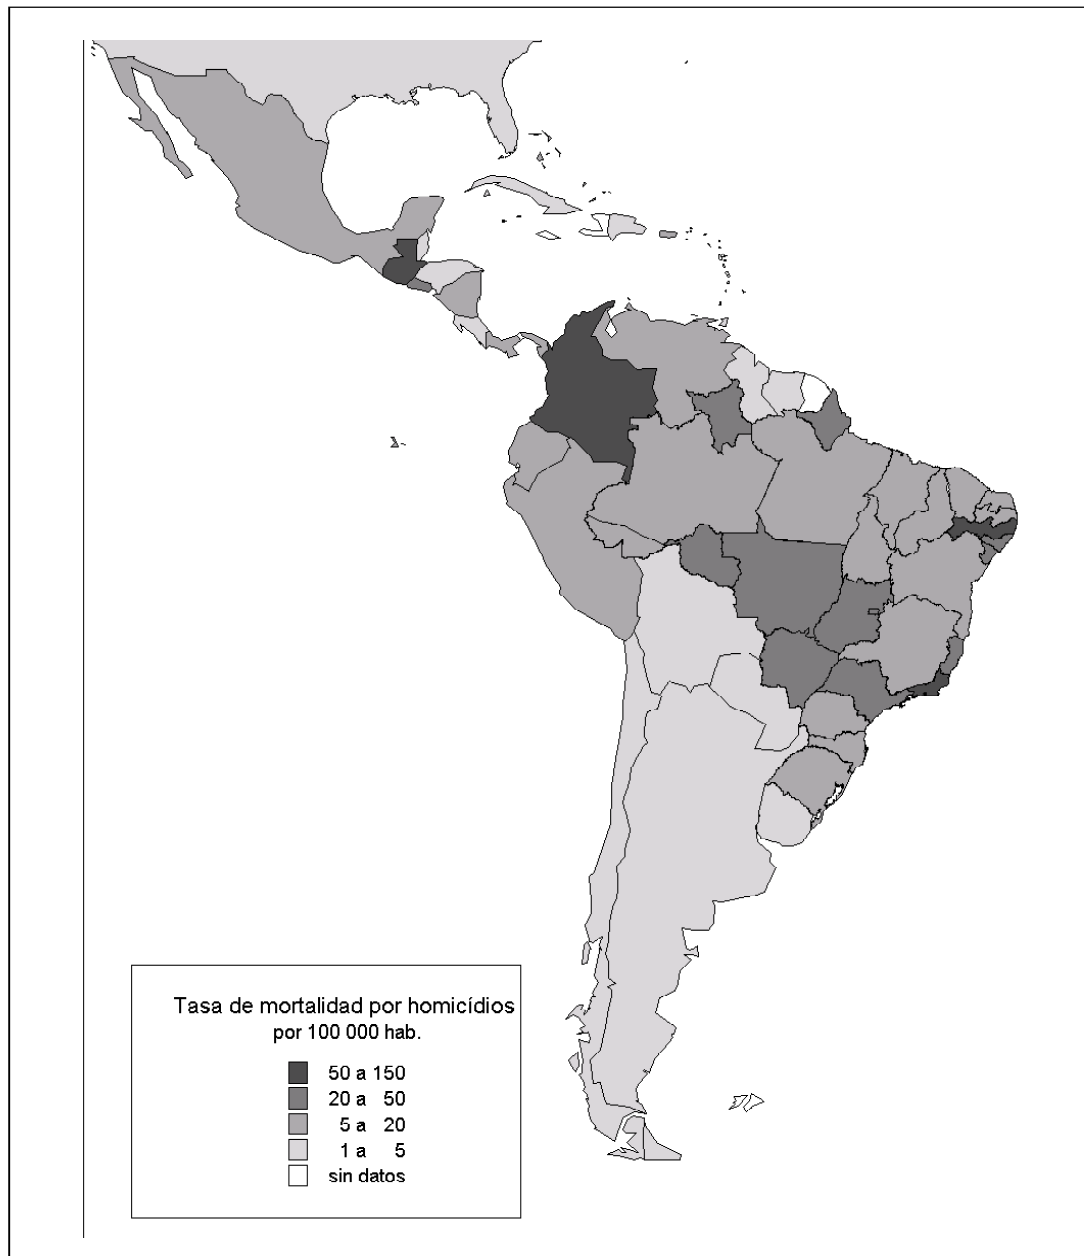 Tasa de mortalidad por homicídios
por 100 000 hab.
50 a 150
20 a 50
5 a 20
1 a 5
sin datos